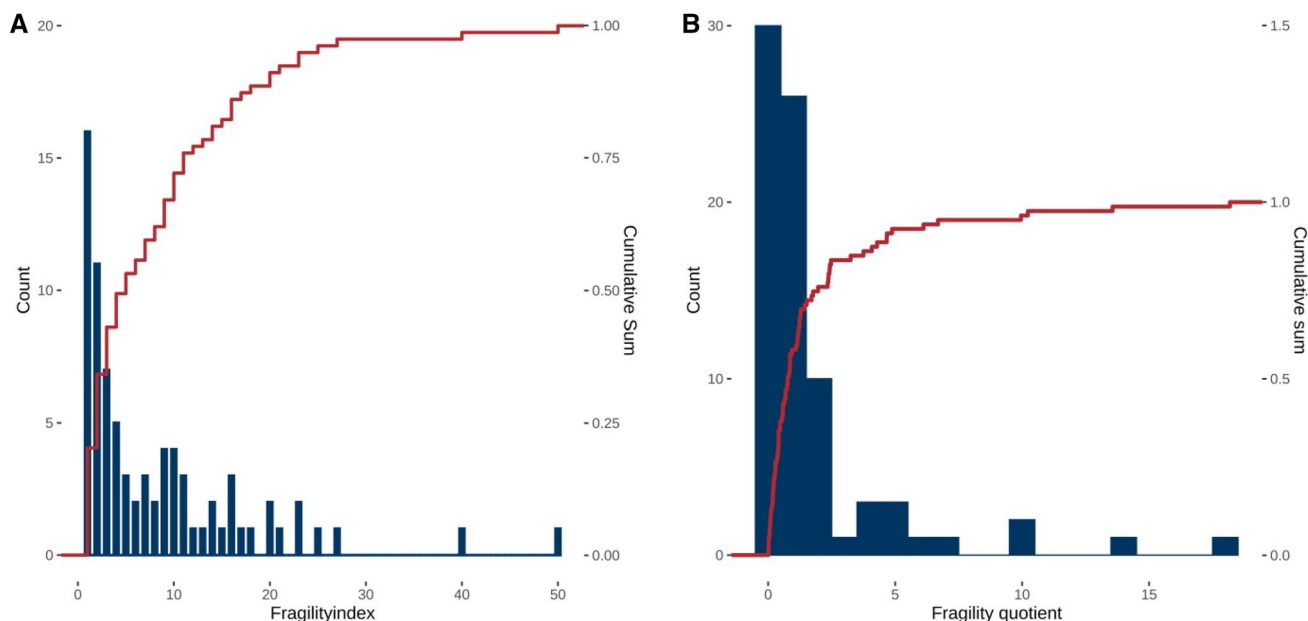 A
20
15
10
5
0
Count
1.00
0.75
0.50
0.25
0.00
Cumulative Sum
0 10 20 30 40 50
Fragilityindex
B
30
20
10
0
Count
1.5
1.0
0.5
0.0
Cumulative sum
0 5 10 15
Fragility quotient